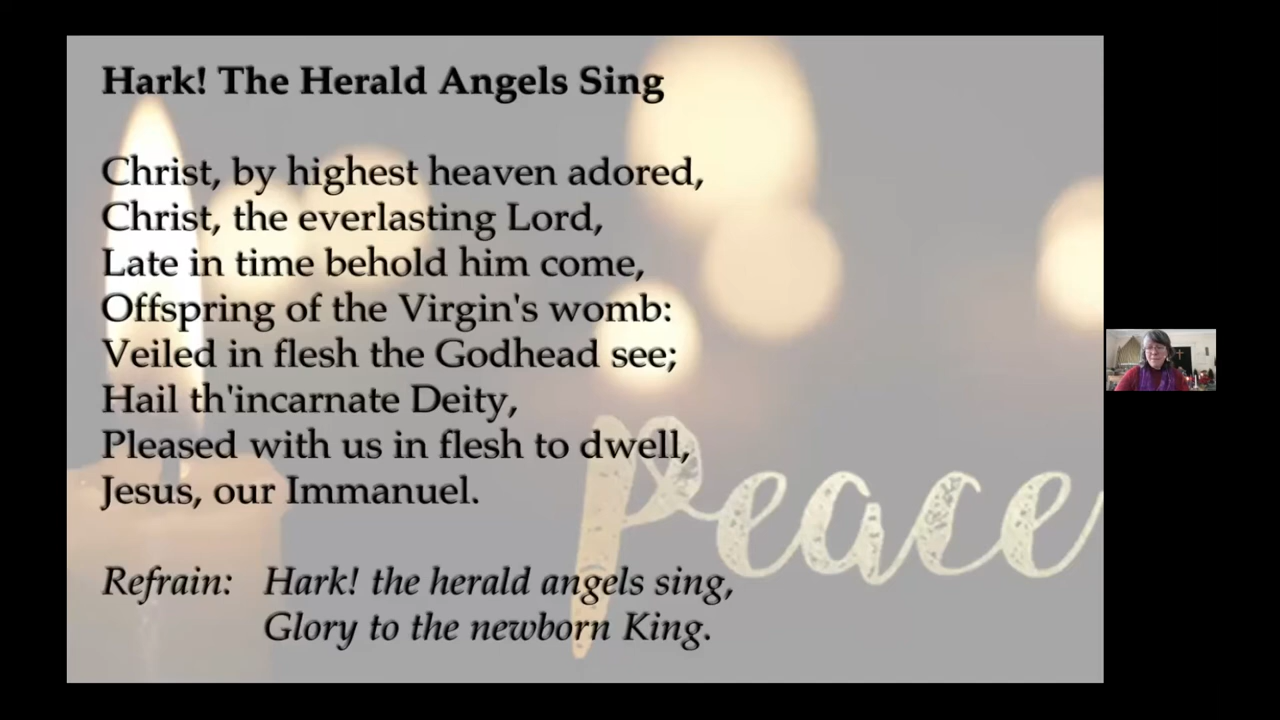 Hark! The Herald Angels Sing
Christ, by highest heaven adored,
Christ, the everlasting Lord,
Late in time behold him come,
Offspring of the Virgin's womb:
Veiled in flesh the Godhead see;
Hail th'incarnate Deity,
Pleased with us in flesh to dwell,
Jesus, our Immanuel.
Refrain: Hark! the herald angels sing,
Glory to the newborn King.
peace